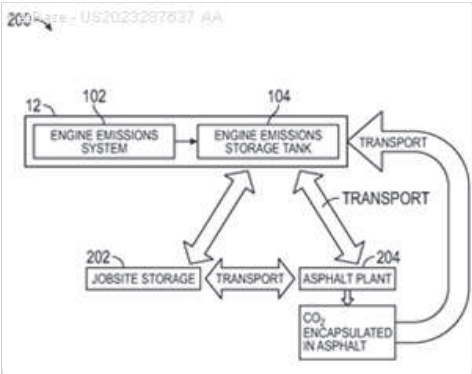 200
US2023287637 AA
12
102
104
ENGINE EMISSIONS
SYSTEM
ENGINE EMISSIONS
STORAGE TANK
TRANSPORT
TRANSPORT
202
JOBSITE STORAGE
TRANSPORT
204
ASPHALT PLANT
CO2
ENCAPSULATED
IN ASPHALT